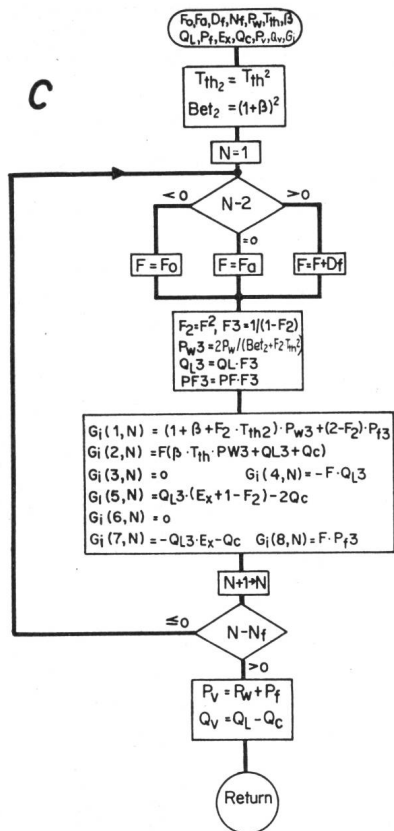 C
Fo,Fa,Df,Nf,Pw,Tth,β
QL,Pf,Ex,Qc,Pv,Qv,Gi
Tth2 = Tth²
Bet2 = (1+β)²
N=1
<0 N-2 >0
=0
F = Fo F=Fa F=F+Df
F2=F², F3=1/(1-F2)
Pw3=2Pw/(Bet2+F2 Tth²)
QL3=QL·F3
PF3=PF·F3
Gi(1,N) = (1+β+F2·Tth2)·Pw3+(2-F2)·Pf3
Gi(2,N) =F(β·Tth·PW3+QL3+Qc)
Gi(3,N) =0 Gi(4,N)=-F·QL3
Gi(5,N)=QL3·(Ex+1-F2)-2Qc
Gi(6,N)=0
Gi(7,N)=-QL3·Ex-Qc Gi(8,N)=F·Pf3
N+1→N
≤0 N-Nf
>0
Pv = Pw+Pf
Qv = QL-Qc
Return